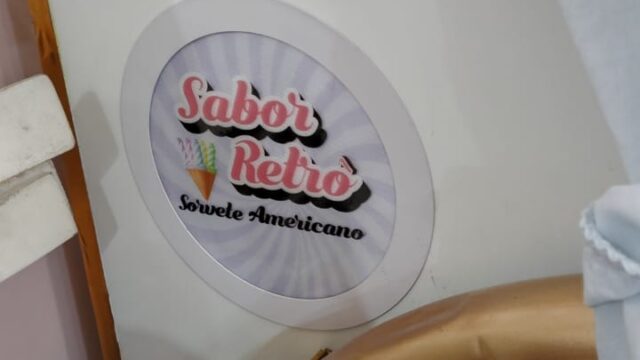 Sabor
Retrô
Sorvete Americano